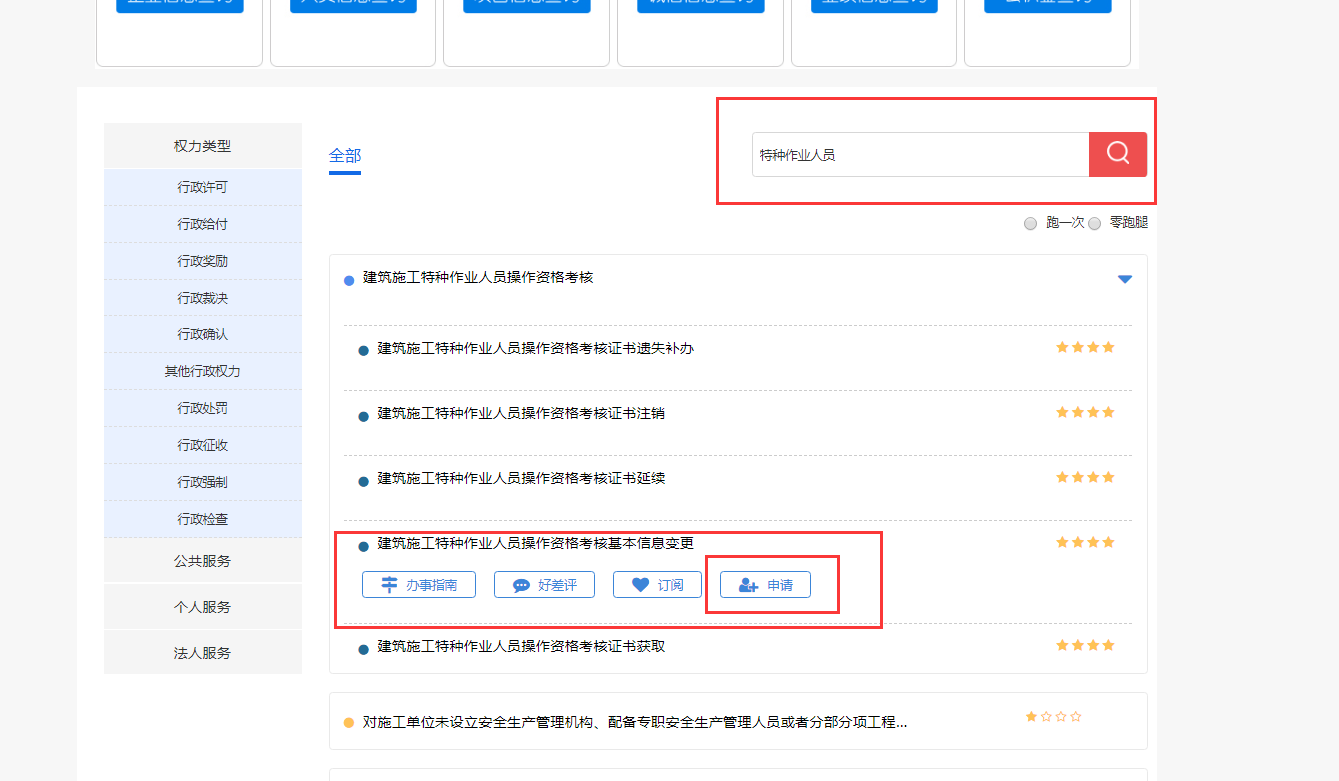 权力类型
行政许可
行政给付
行政奖励
行政裁决
行政确认
其他行政权力
行政处罚
行政征收
行政强制
行政检查
公共服务
个人服务
法人服务
全部
特种作业人员
跑一次 零跑腿
建筑施工特种作业人员操作资格考核
建筑施工特种作业人员操作资格考核证书遗失补办
建筑施工特种作业人员操作资格考核证书注销
建筑施工特种作业人员操作资格考核证书延续
建筑施工特种作业人员操作资格考核基本信息变更
办事指南 好差评 订阅 申请
建筑施工特种作业人员操作资格考核证书获取
对施工单位未设立安全生产管理机构、配备专职安全生产管理人员或者分部分项工程...